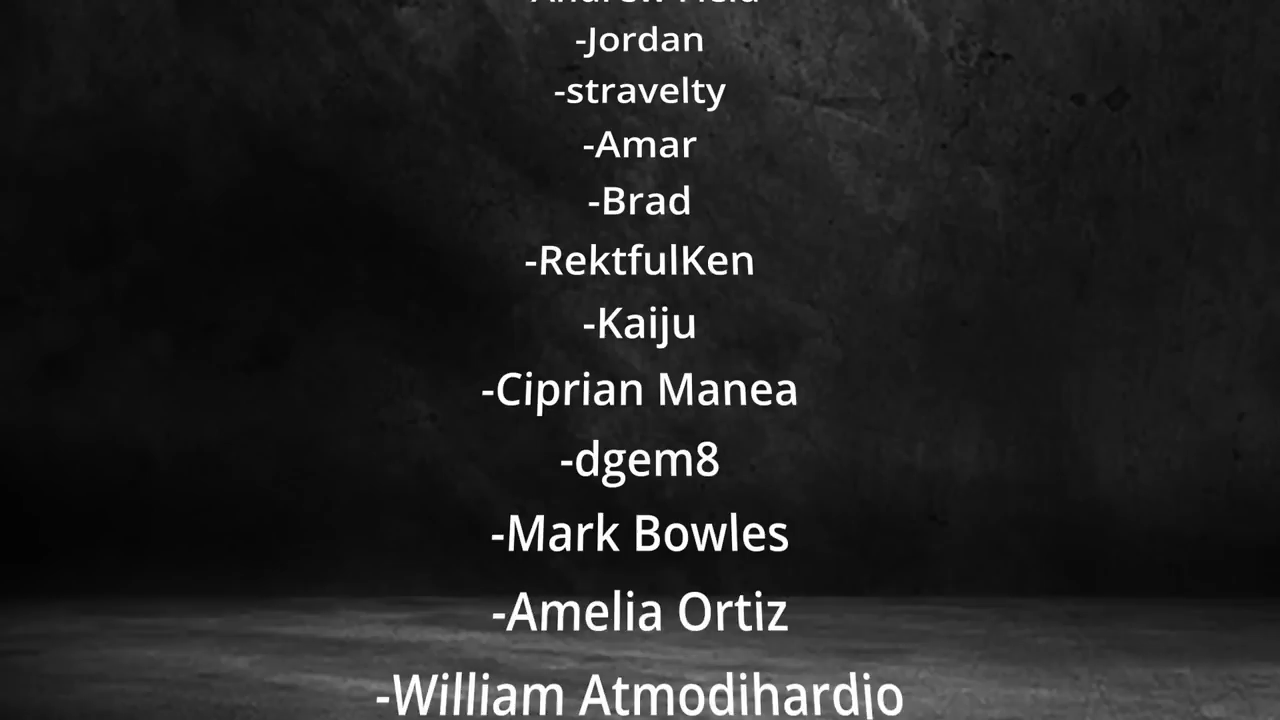 -Jordan
-stravelty
-Amar
-Brad
-RektfulKen
-Kaiju
-Ciprian Manea
-dgem8
-Mark Bowles
-Amelia Ortiz
-William Atmodihardjo